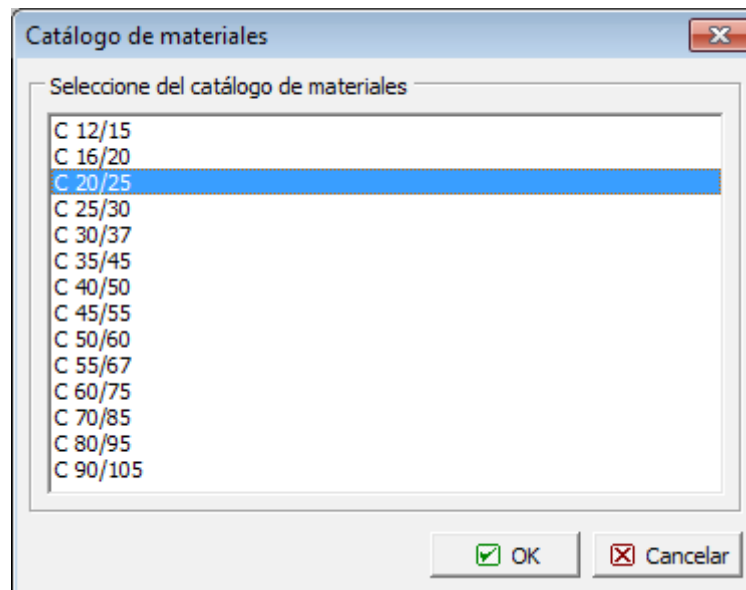 Catálogo de materiales
Seleccione del catálogo de materiales
C 12/15
C 16/20
C 20/25
C 25/30
C 30/37
C 35/45
C 40/50
C 45/55
C 50/60
C 55/67
C 60/75
C 70/85
C 80/95
C 90/105
OK
Cancelar